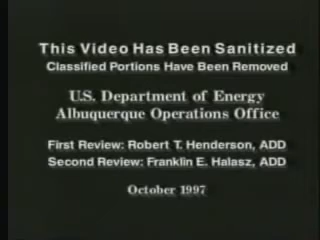 This Video Has Been Sanitized
Classified Portions Have Been Removed
U.S. Department of Energy
Albuquerque Operations Office
First Review: Robert T. Henderson, ADD
Second Review: Franklin E. Halasz, ADD
October 1997